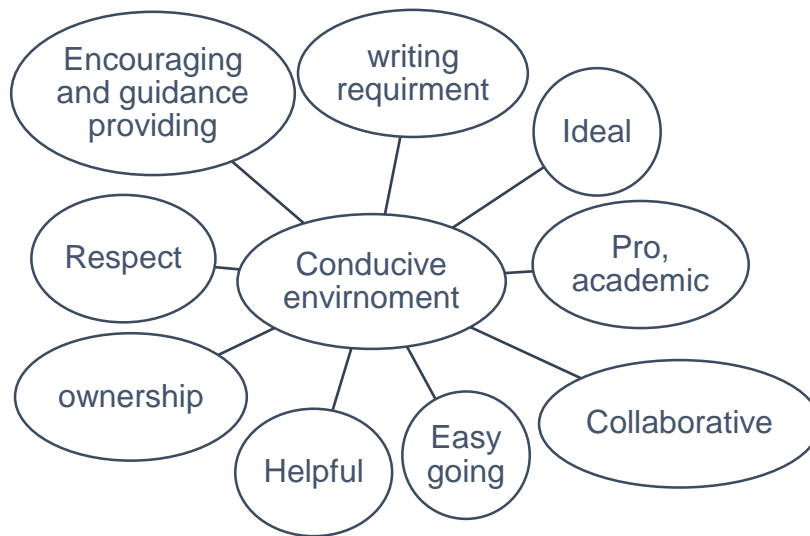 Encouraging
and guidance
providing
writing
requirment
Ideal
Respect
Conducive
envirnoment
Pro,
academic
ownership
Helpful
Easy
going
Collaborative